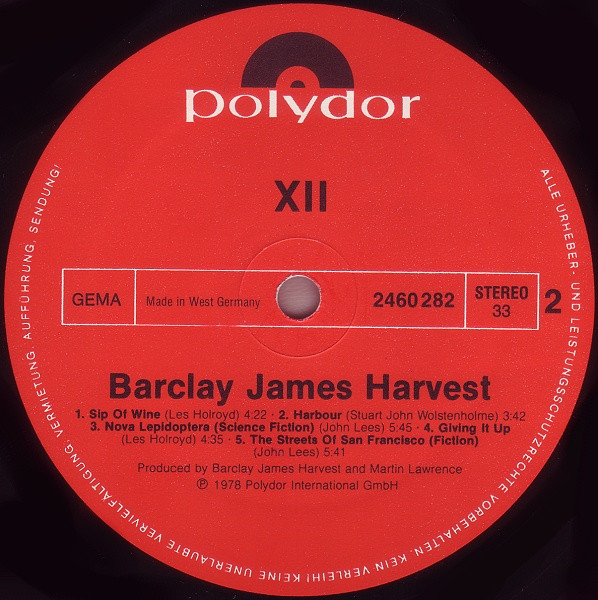 polydor
XII
GEMA
Made in West Germany
2460 282
STEREO
33
2
Barclay James Harvest
1. Sip Of Wine (Les Holroyd) 4:22 · 2. Harbour (Stuart John Wolstenholme) 3:42
3. Nova Lepidoptera (Science Fiction) (John Lees) 5:45 · 4. Giving It Up
(Les Holroyd) 4:35 · 5. The Streets Of San Francisco (Fiction)
(John Lees) 5:41
Produced by Barclay James Harvest and Martin Lawrence
℗ 1978 Polydor International GmbH
ALLE URHEBER- UND LEISTUNGSSCHUTZRECHTE VORBEHALTEN. KEIN VERLEIH! KEINE UNERLAUBTE VERVIELFÄLTIGUNG, VERMIETUNG, AUFFÜHRUNG, SENDUNG!